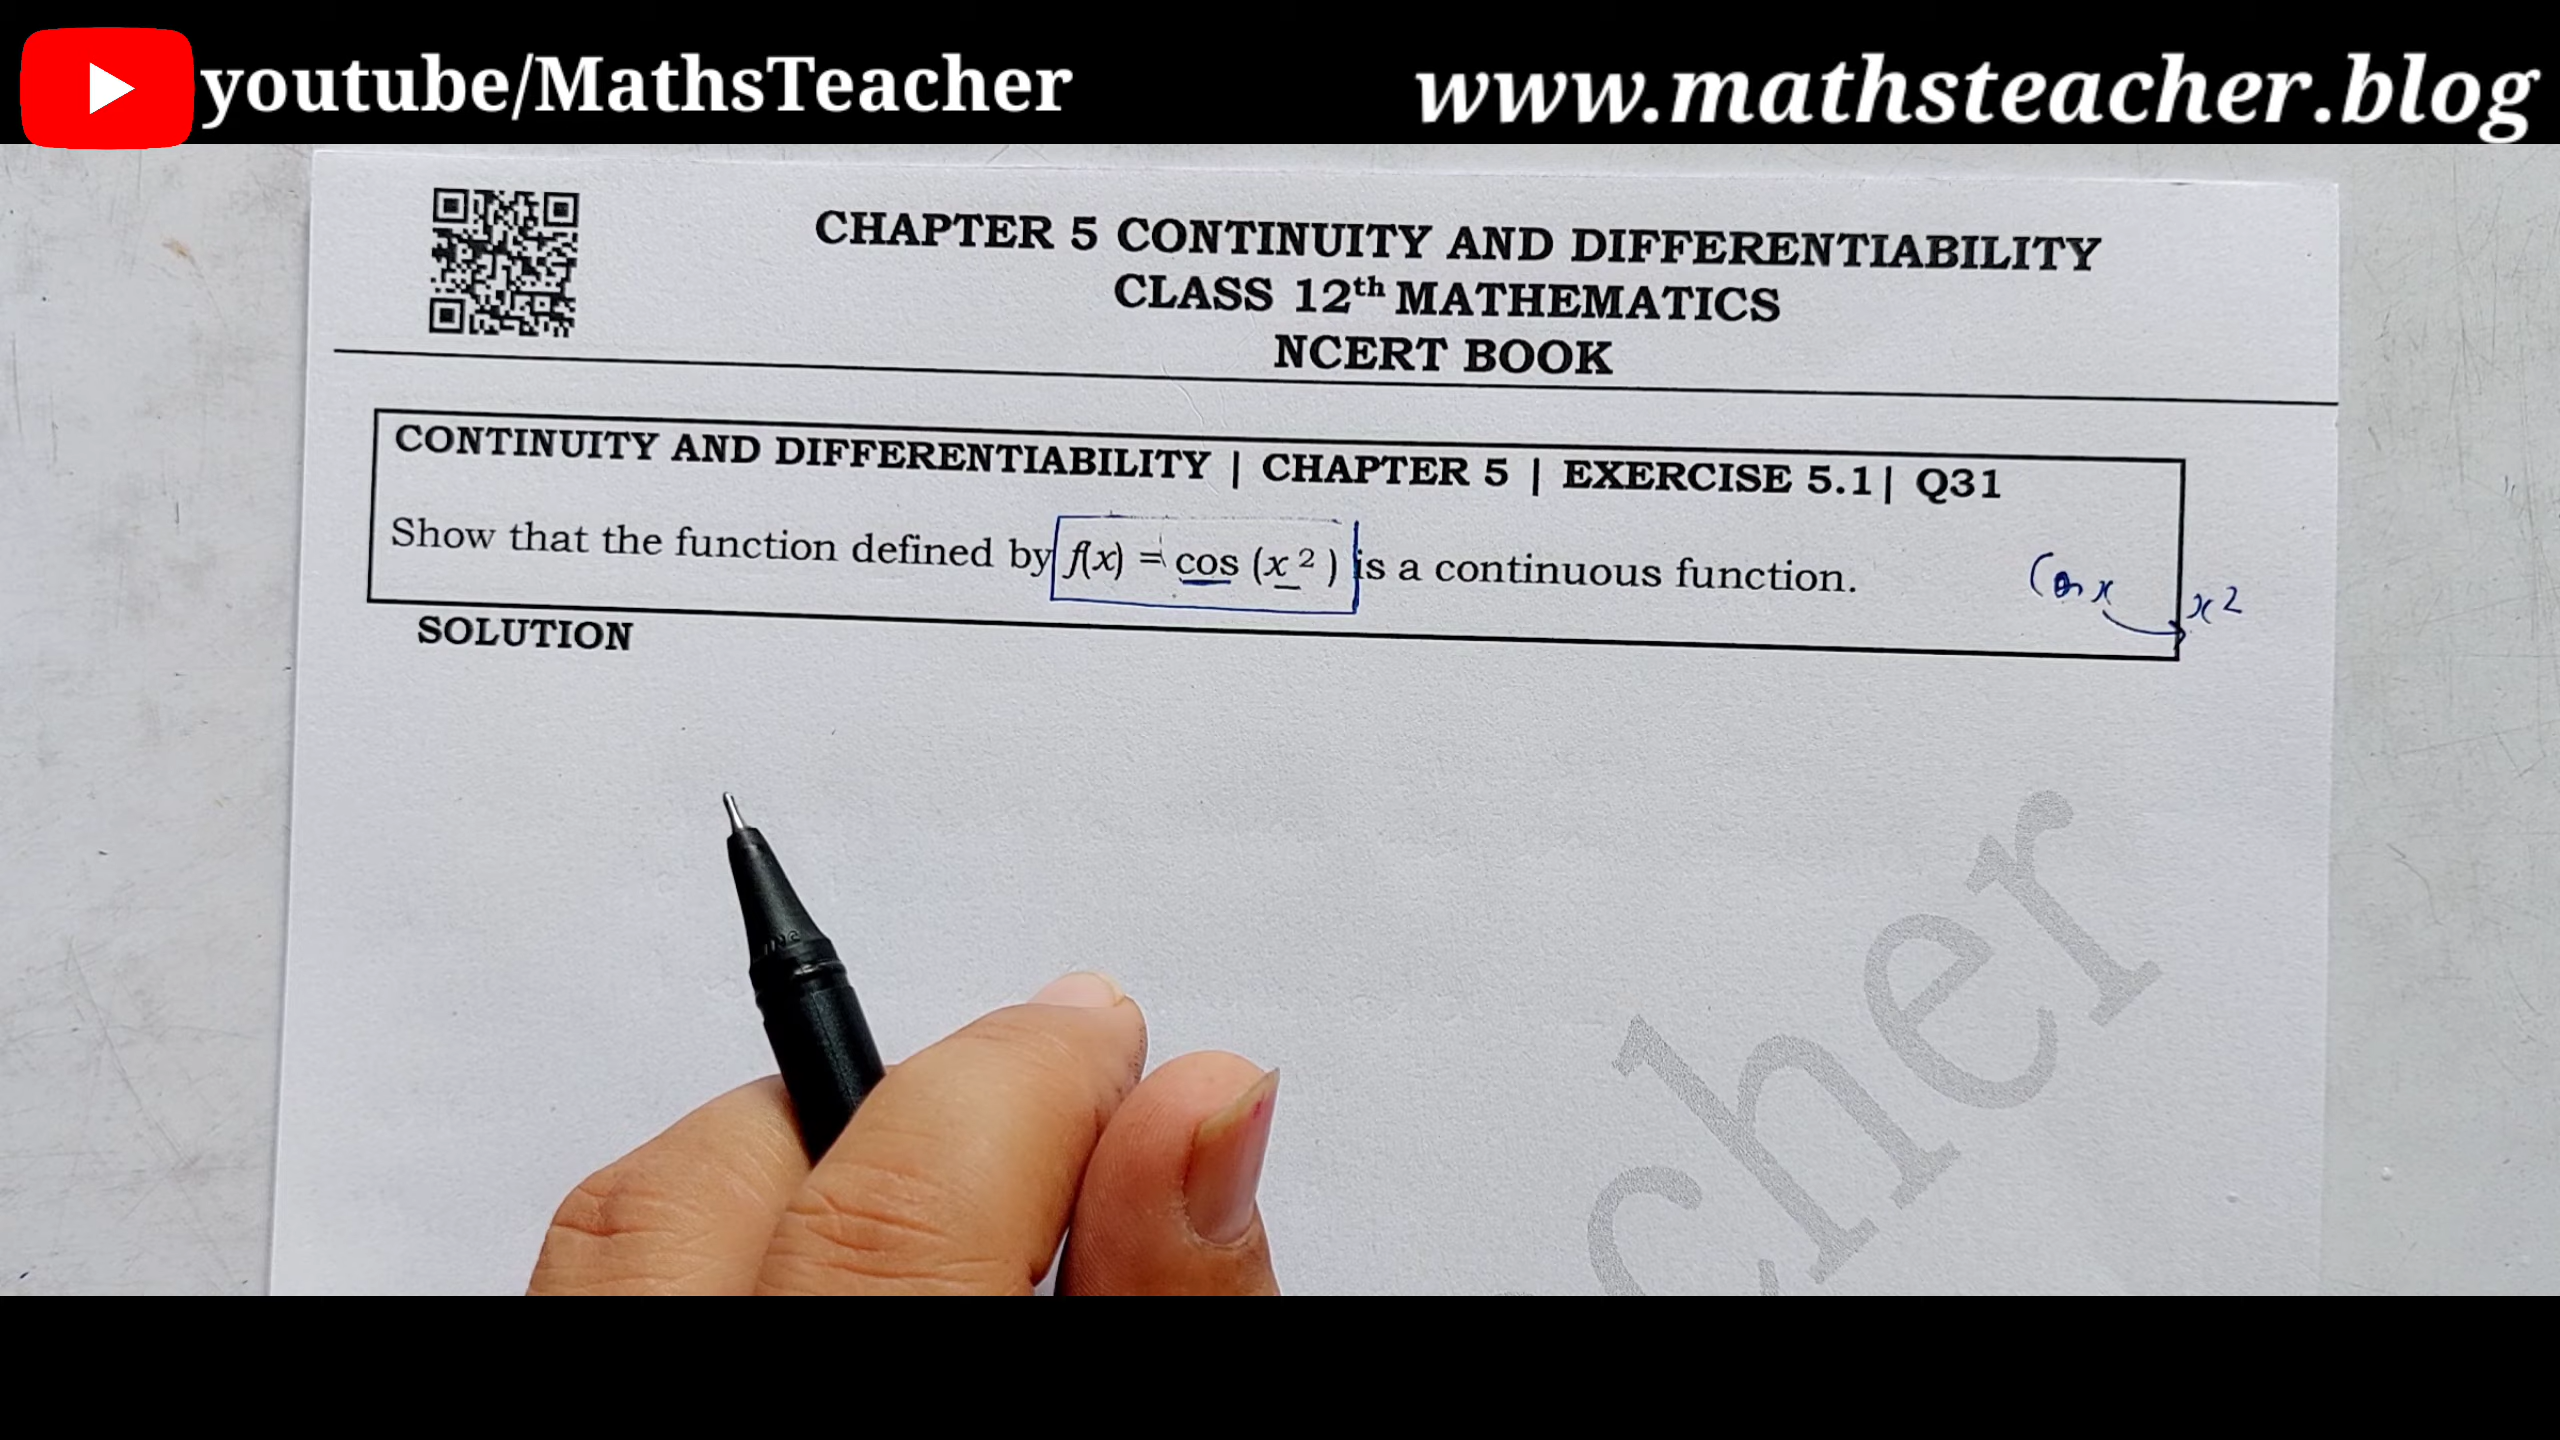 youtube/MathsTeacher
www.mathsteacher.blog
CHAPTER 5 CONTINUITY AND DIFFERENTIABILITY
CLASS 12th MATHEMATICS
NCERT BOOK
CONTINUITY AND DIFFERENTIABILITY | CHAPTER 5 | EXERCISE 5.1| Q31
Show that the function defined by f(x) = cos (x²) is a continuous function.
Cos x x²
SOLUTION
cher